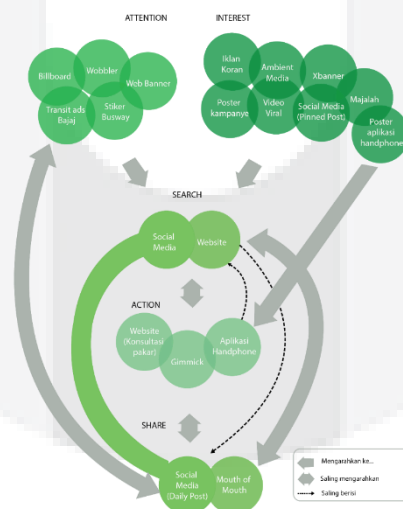 ATTENTION
INTEREST
Billboard
Wobbler
Web Banner
Transit ads
Bajaj
Stiker
Busway
Iklan
Koran
Ambient
Media
Xbanner
Majalah
Poster
kampanye
Video
Viral
Social Media
(Pinned Post)
Poster
aplikasi
handphone
SEARCH
Social
Media
Website
ACTION
Website
(Konsultasi
pakar)
Gimmick
Aplikasi
Handphone
SHARE
Social
Media
(Daily Post)
Mouth of
Mouth
Mengarahkan ke...
Saling mengarahkan
Saling berisi